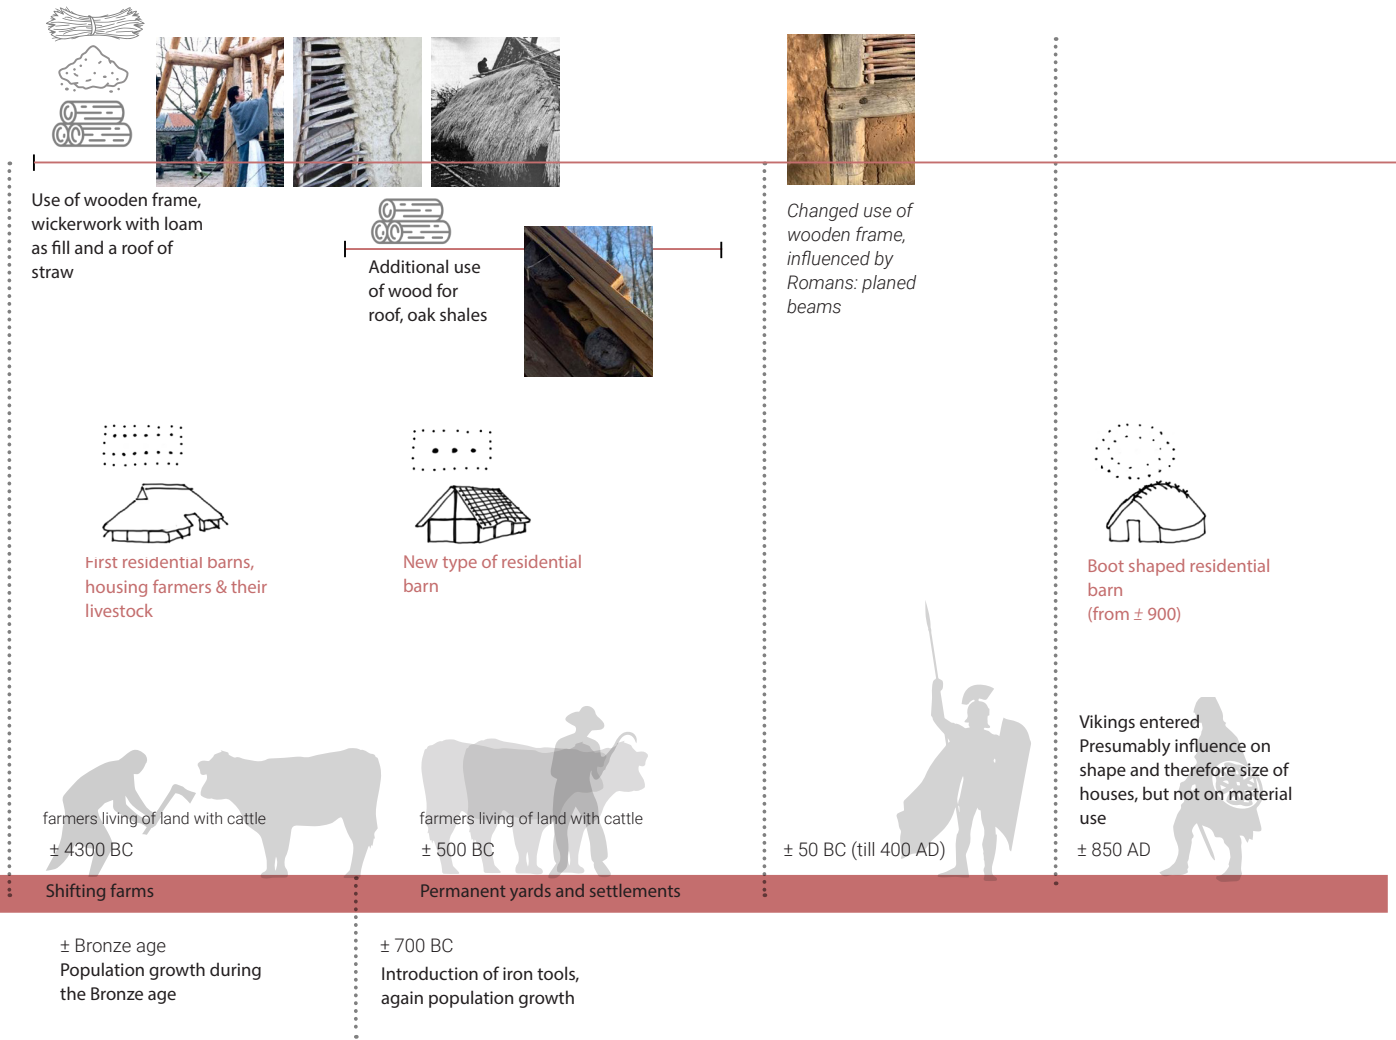 Use of wooden frame,
wickerwork with loam
as fill and a roof of
straw
Additional use
of wood for
roof, oak shales
Changed use of
wooden frame,
influenced by
Romans: planed
beams
First residential barns,
housing farmers & their
livestock
New type of residential
barn
Boot shaped residential
barn
(from ± 900)
Vikings entered
Presumably influence on
shape and therefore size of
houses, but not on material
use
farmers living of land with cattle
± 4300 BC
farmers living of land with cattle
± 500 BC
± 50 BC (till 400 AD)
± 850 AD
Shifting farms
Permanent yards and settlements
± Bronze age
Population growth during
the Bronze age
± 700 BC
Introduction of iron tools,
again population growth